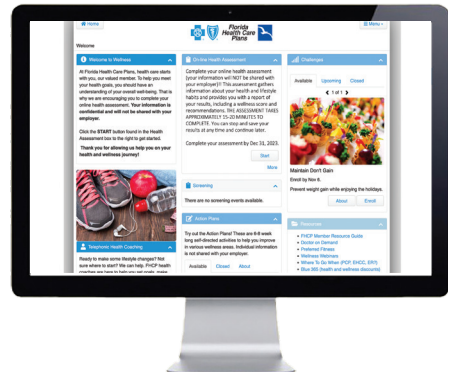 Home
Florida
Health Care
Plans
Menu
Welcome
Welcome to Wellness
At Florida Health Care Plans, health care starts
with you, our valued member. To help you meet
your health goals, you should have an
understanding of your overall well-being. That is
why we are encouraging you to complete your
online health assessment. Your information is
confidential and will not be shared with your
employer.
Click the START button found in the Health
Assessment box to the right to get started.
Thank you for allowing us help you on your
health and wellness journey!
Telephonic Health Coaching
Ready to make some lifestyle changes? Not
sure where to start? We can help. FHCP health
coaches are here to help you set goals, make
On-line Health Assessment
Complete your online health assessment
(your information will NOT be shared with
your employer)!! This assessment gathers
information about your health and lifestyle
habits and provides you with a report of
your results, including a wellness score and
recommendations. THE ASSESSMENT TAKES
APPROXIMATELY 15-20 MINUTES TO
COMPLETE. You can stop and save your
results at any time and continue later.
Complete your assessment by Dec 31, 2023.
Start
More
Screening
There are no screening events available.
Action Plans
Try out the Action Plans! These are 6-8 week
long self-directed activities to help you improve
in various wellness areas. Individual information
is not shared with your employer.
Available Closed About
Challenges
Available Upcoming Closed
1 of 1
Maintain Don't Gain
Enroll by Nov 6.
Prevent weight gain while enjoying the holidays.
About Enroll
Resources
FHCP Member Resource Guide
Doctor on Demand
Preferred Fitness
Wellness Webinars
Where To Go When (PCP, EHCC, ER?)
Blue 365 (health and wellness discounts)